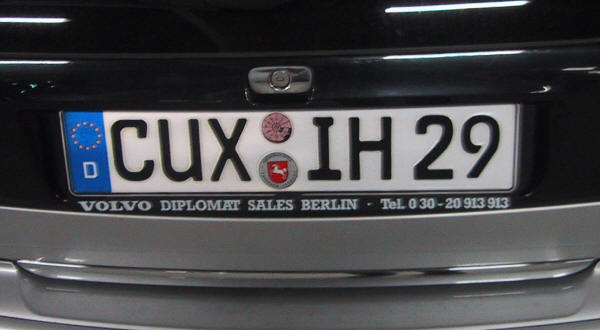 D CUX IH 29
VOLVO DIPLOMAT SALES BERLIN · Tel. 0 30 - 20 913 913